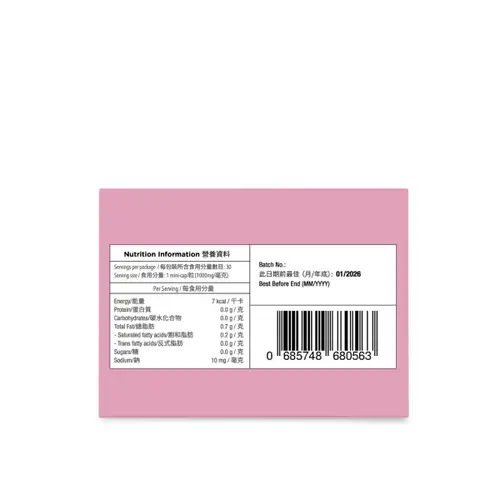 Nutrition Information 營養資料
Servings per package / 每包裝所含食用分量數目: 30
Serving size / 食用分量: 1 mini-cap/粒 (1000mg/毫克)
Per Serving / 每食用分量
Energy/能量 7 kcal / 千卡
Protein/蛋白質 0.0 g / 克
Carbohydrates/碳水化合物 0.0 g / 克
Total Fat/總脂肪 0.7 g / 克
- Saturated fatty acids/飽和脂肪 0.2 g / 克
- Trans fatty acids/反式脂肪 0.0 g / 克
Sugars/糖 0.0 g / 克
Sodium/鈉 10 mg / 毫克
Batch No.:
此日期前最佳 (月/年底): 01/2026
Best Before End (MM/YYYY)
0 685748 680563